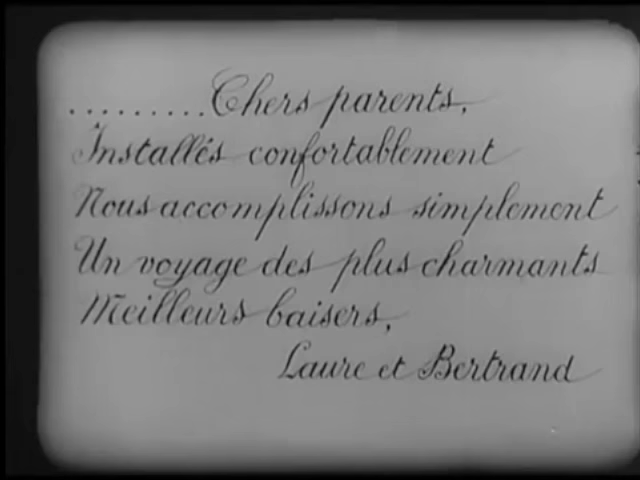 .........Chers parents,
Installés confortablement
Nous accomplissons simplement
Un voyage des plus charmants
Meilleurs baisers,
Laure et Bertrand